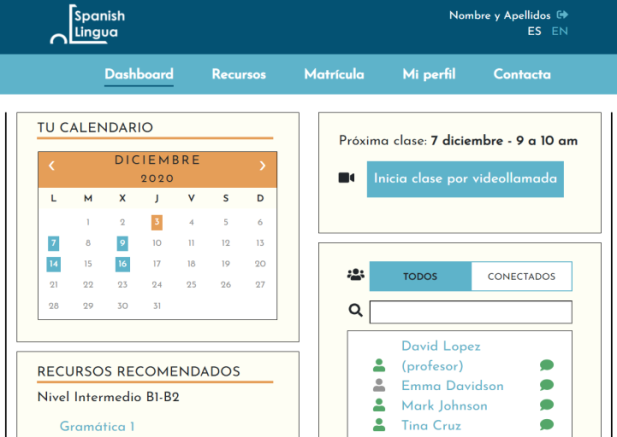 Spanish
Lingua
Nombre y Apellidos
ES EN
Dashboard Recursos Matrícula Mi perfil Contacta
TU CALENDARIO
DICIEMBRE
2020
L M X J V S D
1 2 3 4 5 6
7 8 9 10 11 12 13
14 15 16 17 18 19 20
21 22 23 24 25 26 27
28 29 30 31
RECURSOS RECOMENDADOS
Nivel Intermedio B1-B2
Gramática 1
Próxima clase: 7 diciembre - 9 a 10 am
Inicia clase por videollamada
TODOS CONECTADOS
David Lopez
(profesor)
Emma Davidson
Mark Johnson
Tina Cruz